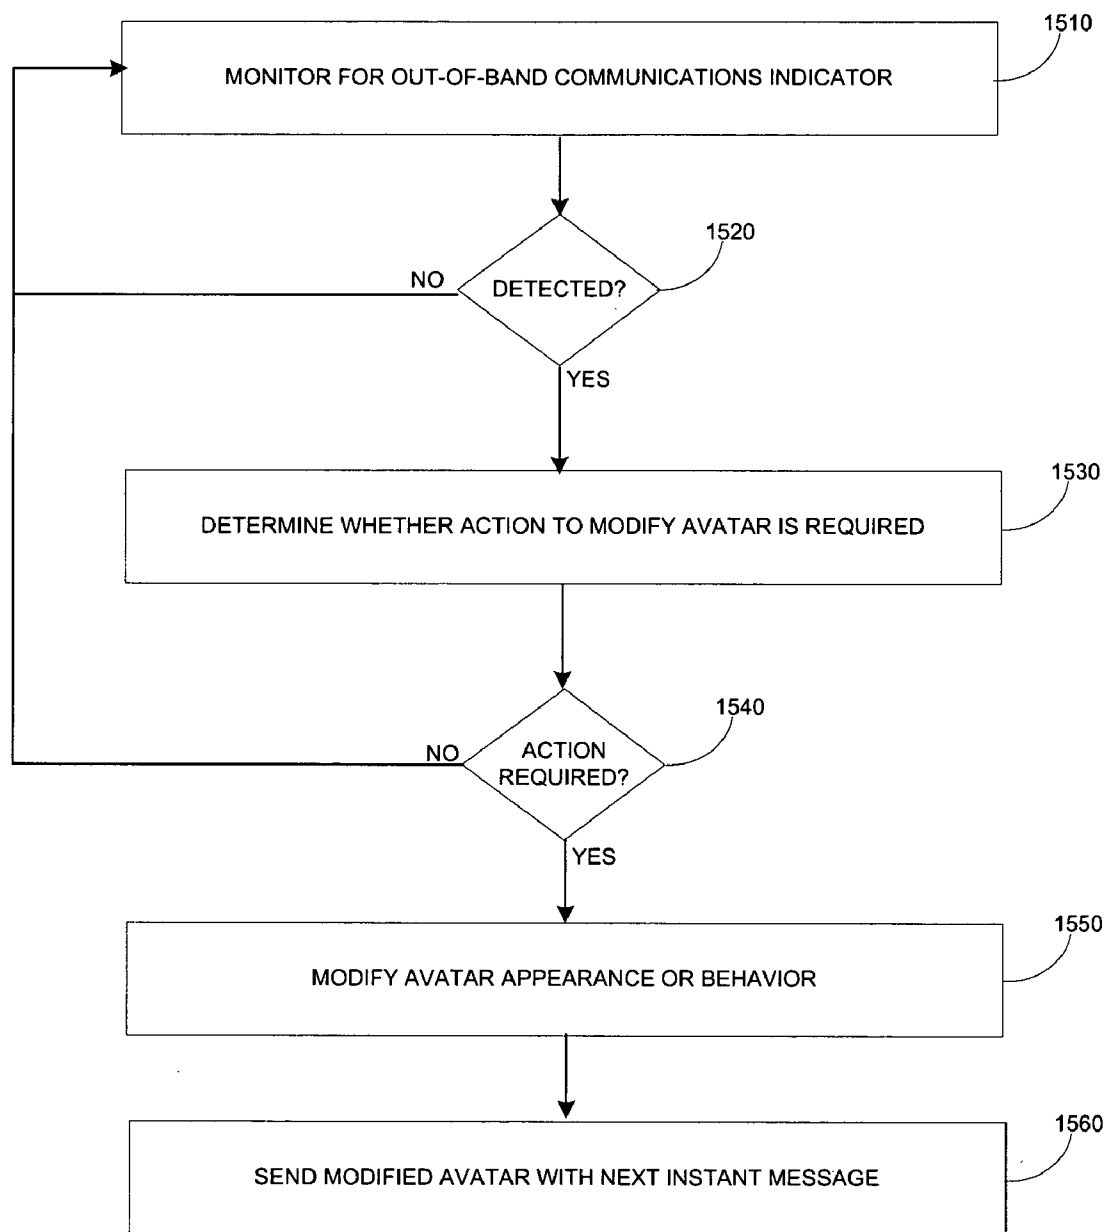 1510
MONITOR FOR OUT-OF-BAND COMMUNICATIONS INDICATOR
1520
NO
DETECTED?
YES
1530
DETERMINE WHETHER ACTION TO MODIFY AVATAR IS REQUIRED
1540
NO
ACTION
REQUIRED?
YES
1550
MODIFY AVATAR APPEARANCE OR BEHAVIOR
1560
SEND MODIFIED AVATAR WITH NEXT INSTANT MESSAGE